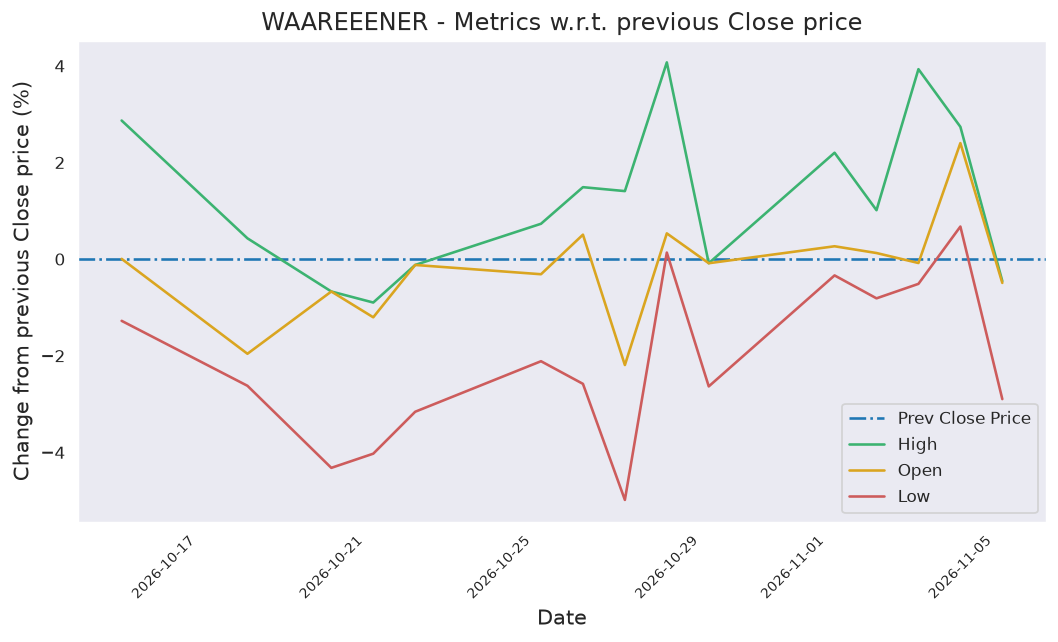 WAAREEENER - Metrics w.r.t. previous Close price
Change from previous Close price (%)
4
2
0
−2
−4
Prev Close Price
High
Open
Low
2026-10-17
2026-10-21
2026-10-25
2026-10-29
2026-11-01
2026-11-05
Date